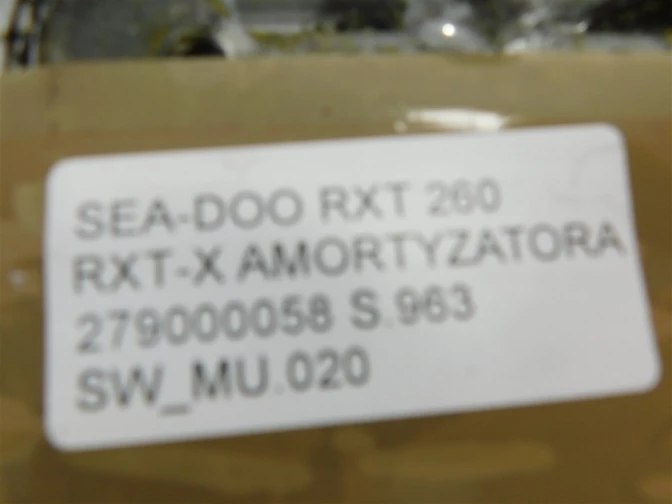 SEA-DOO RXT 260
RXT-X AMORTYZATORA
279000058 S.963
SW_MU.020